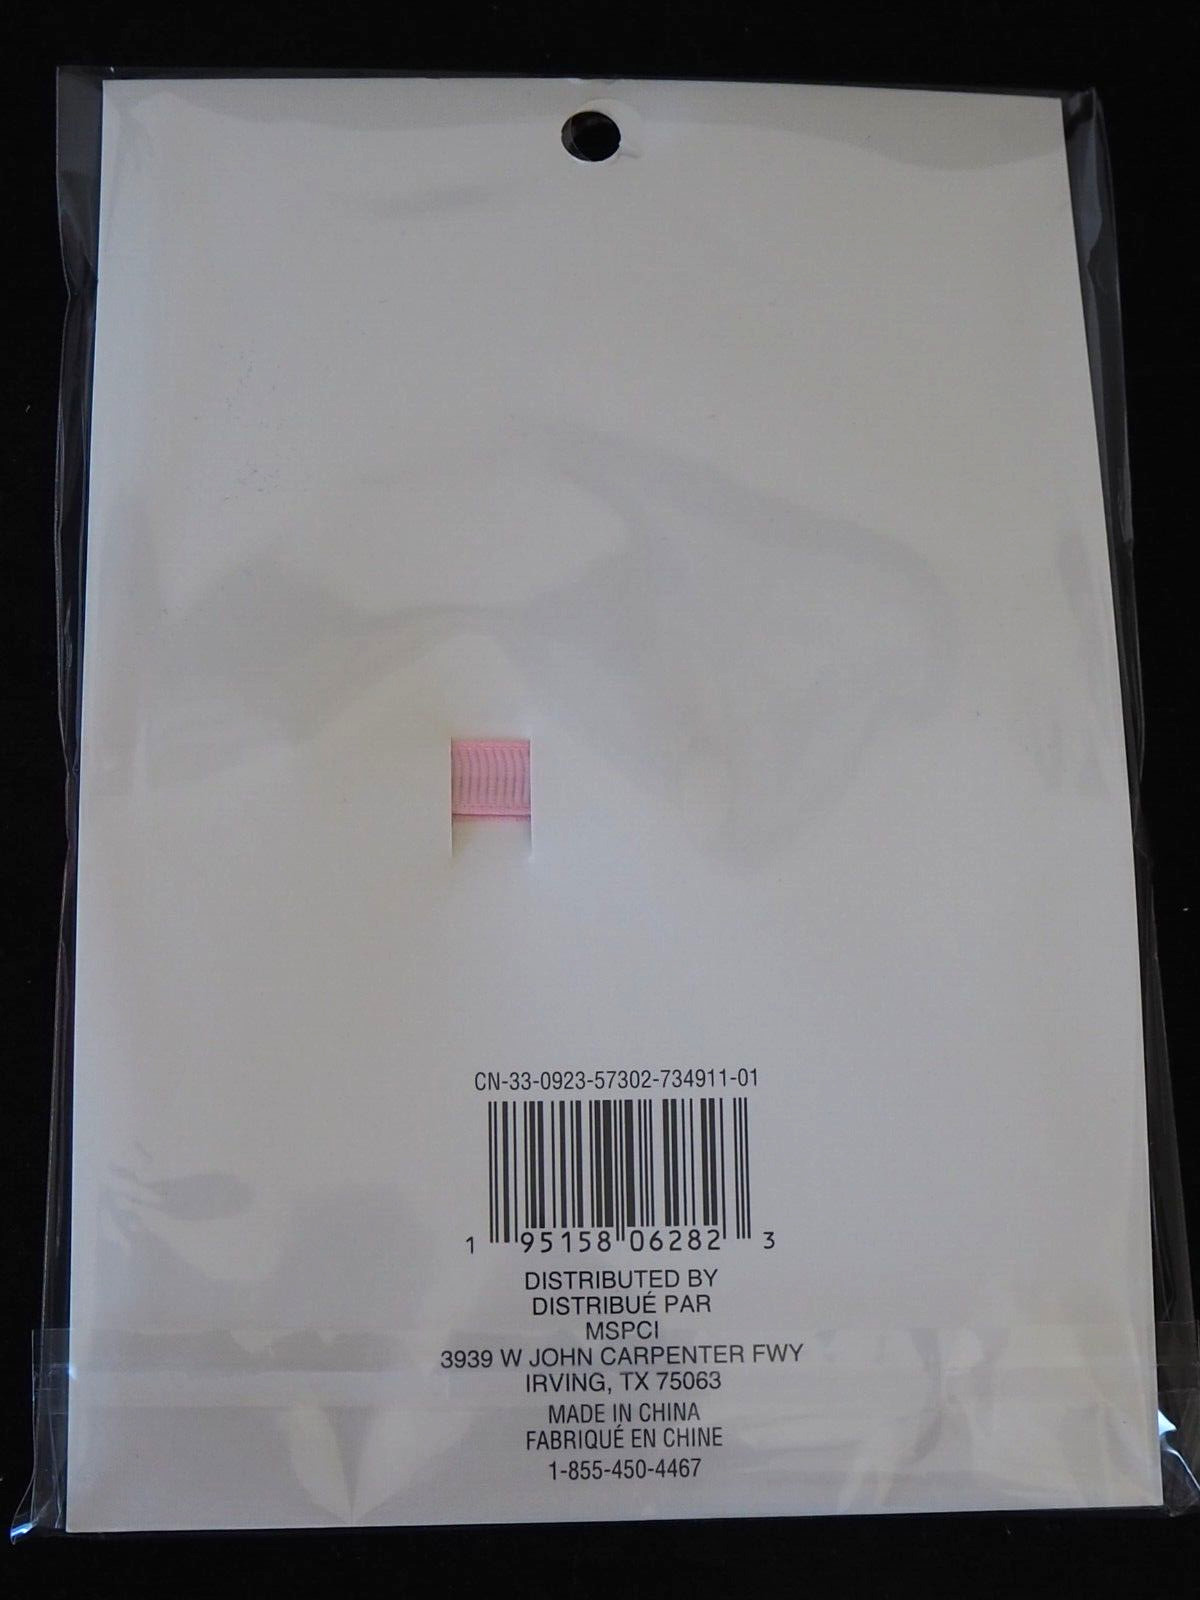 CN-33-0923-57302-734911-01
1 95158 06282 3
DISTRIBUTED BY
DISTRIBUÉ PAR
MSPCI
3939 W JOHN CARPENTER FWY
IRVING, TX 75063
MADE IN CHINA
FABRIQUÉ EN CHINE
1-855-450-4467